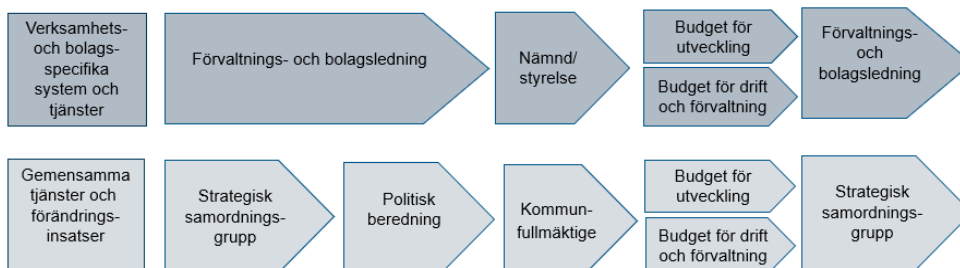 Verksamhets-
och bolags-
specifika
system och
tjänster
Förvaltnings- och bolagsledning
Nämnd/
styrelse
Budget för
utveckling
Budget för drift
och förvaltning
Förvaltnings-
och
bolagsledning
Gemensamma
tjänster och
förändrings-
insatser
Strategisk
samordnings-
grupp
Politisk
beredning
Kommun-
fullmäktige
Budget för
utveckling
Budget för drift
och förvaltning
Strategisk
samordnings-
grupp